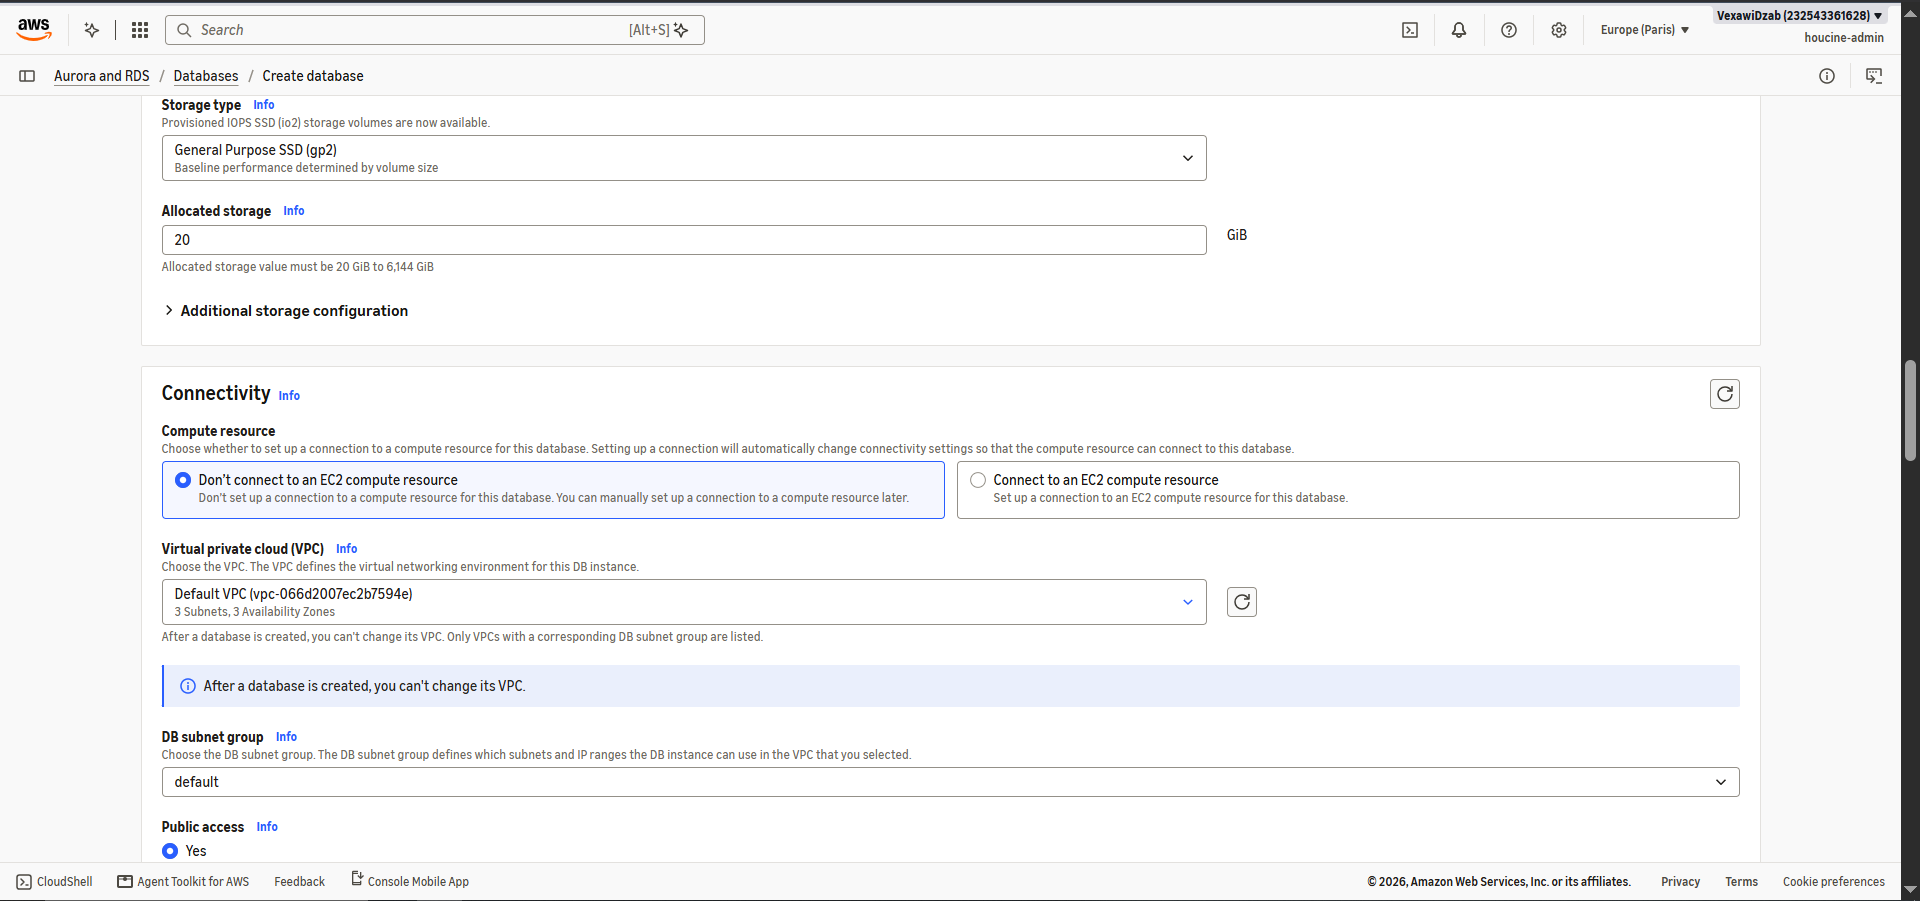 aws
Search
[Alt+S]
Europe (Paris)
VexawiDzab (232543361628)
houcine-admin
Aurora and RDS / Databases / Create database
Storage type Info
Provisioned IOPS SSD (io2) storage volumes are now available.
General Purpose SSD (gp2)
Baseline performance determined by volume size
Allocated storage Info
20
GiB
Allocated storage value must be 20 GiB to 6,144 GiB
Additional storage configuration
Connectivity Info
Compute resource
Choose whether to set up a connection to a compute resource for this database. Setting up a connection will automatically change connectivity settings so that the compute resource can connect to this database.
Don't connect to an EC2 compute resource
Don't set up a connection to a compute resource for this database. You can manually set up a connection to a compute resource later.
Connect to an EC2 compute resource
Set up a connection to an EC2 compute resource for this database.
Virtual private cloud (VPC) Info
Choose the VPC. The VPC defines the virtual networking environment for this DB instance.
Default VPC (vpc-066d2007ec2b7594e)
3 Subnets, 3 Availability Zones
After a database is created, you can't change its VPC. Only VPCs with a corresponding DB subnet group are listed.
After a database is created, you can't change its VPC.
DB subnet group Info
Choose the DB subnet group. The DB subnet group defines which subnets and IP ranges the DB instance can use in the VPC that you selected.
default
Public access Info
Yes
CloudShell
Agent Toolkit for AWS
Feedback
Console Mobile App
© 2026, Amazon Web Services, Inc. or its affiliates.
Privacy
Terms
Cookie preferences